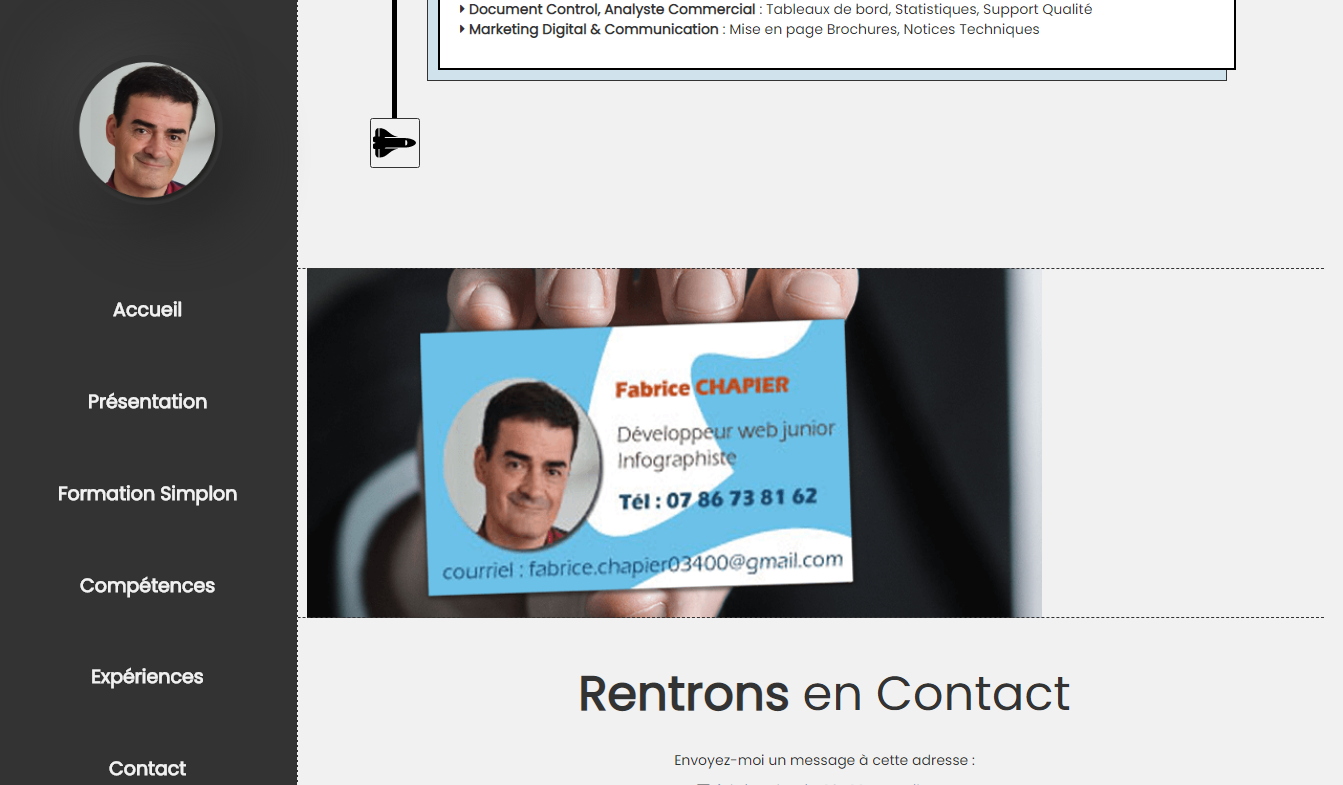 Document Control, Analyste Commercial : Tableaux de bord, Statistiques, Support Qualité
Marketing Digital & Communication : Mise en page Brochures, Notices Techniques
Accueil
Présentation
Formation Simplon
Compétences
Expériences
Contact
Fabrice CHAPIER
Développeur web junior
Infographiste
Tél : 07 86 73 81 62
courriel : fabrice.chapier03400@gmail.com
Rentrons en Contact
Envoyez-moi un message à cette adresse :